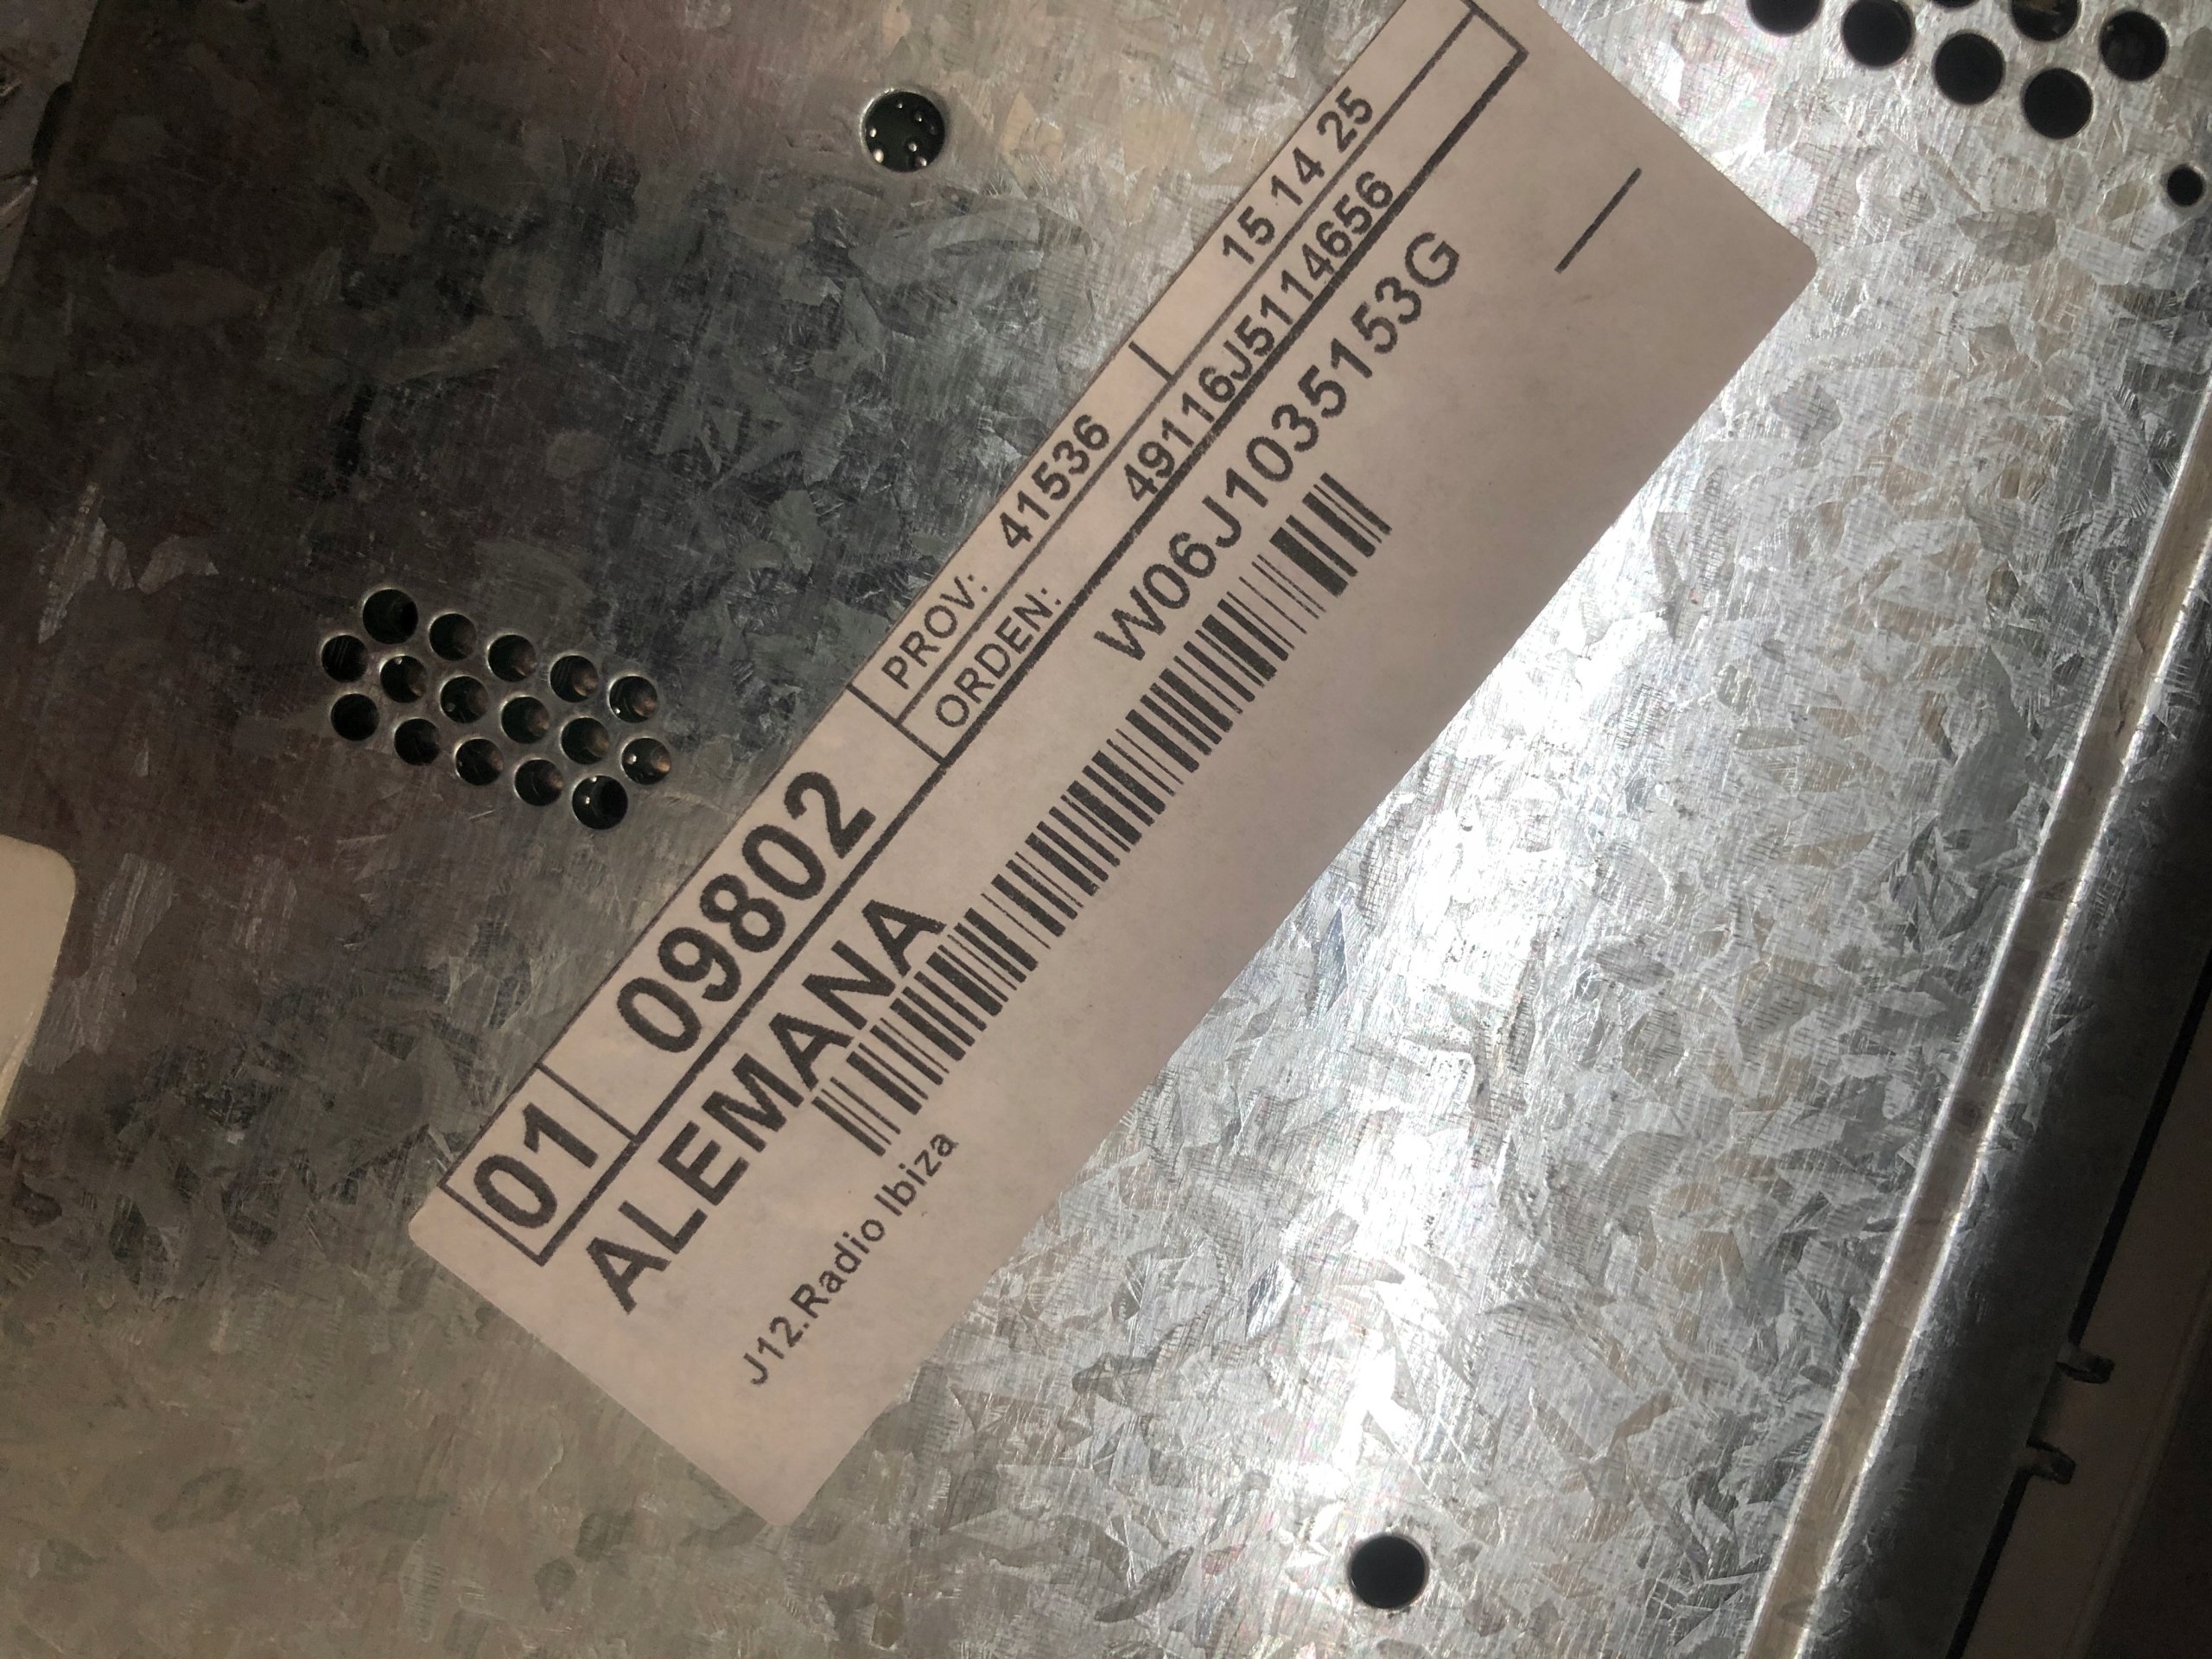 01 09802 PROV: 41536 15 14 25
ORDEN: 49116J5114656
ALEMANA W06J1035153G
J12.Radio Ibiza